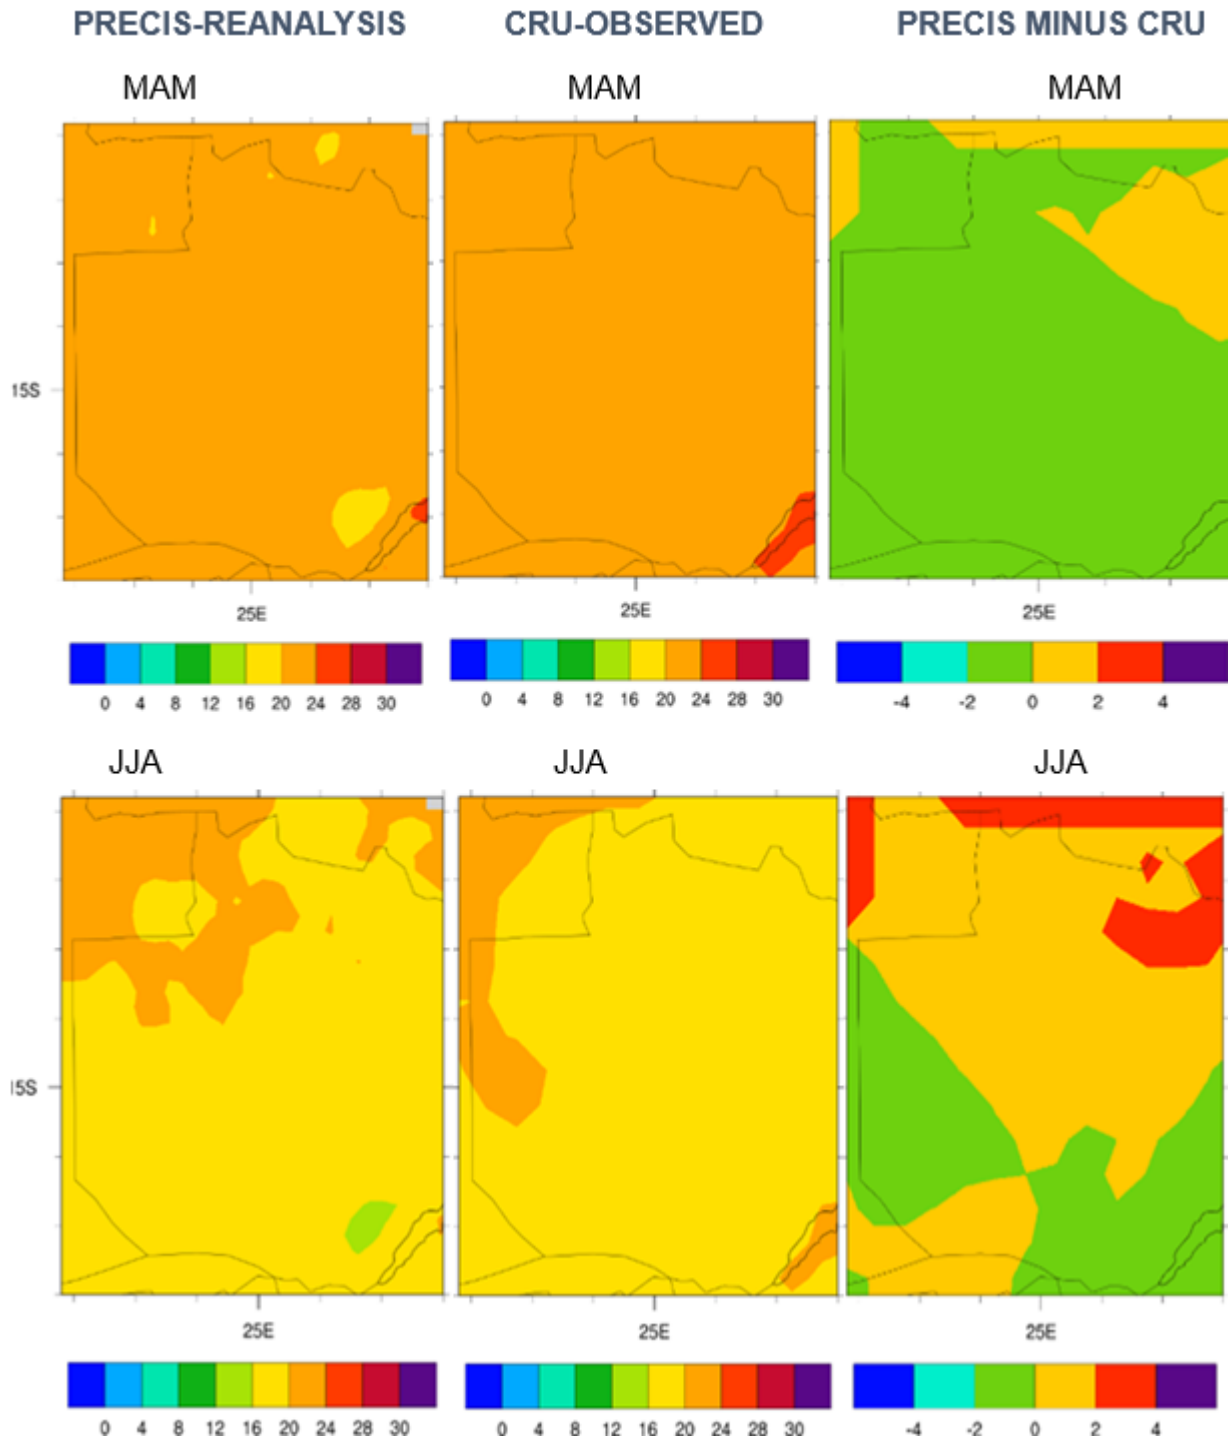 PRECIS-REANALYSIS CRU-OBSERVED PRECIS MINUS CRU
MAM MAM MAM
15S
25E 25E 25E
0 4 8 12 16 20 24 28 30 0 4 8 12 16 20 24 28 30 -4 -2 0 2 4
JJA JJA JJA
15S
25E 25E 25E
0 4 8 12 16 20 24 28 30 0 4 8 12 16 20 24 28 30 -4 -2 0 2 4